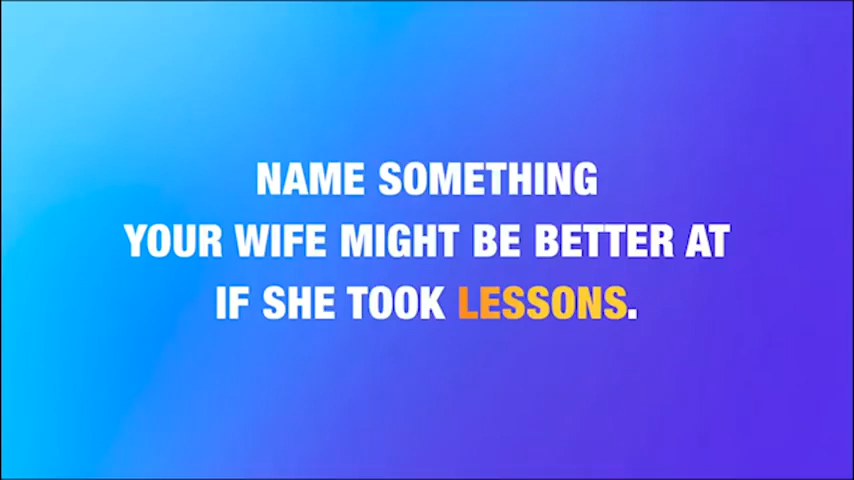 NAME SOMETHING
YOUR WIFE MIGHT BE BETTER AT
IF SHE TOOK LESSONS.